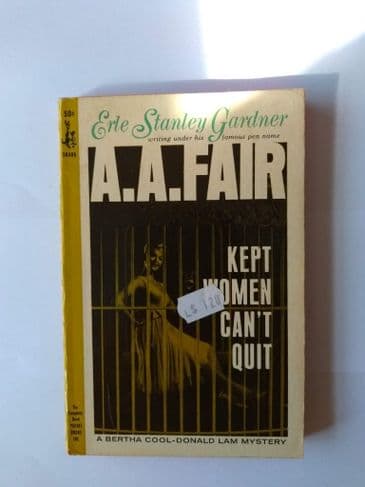 50¢
Erle Stanley Gardner
writing under his famous pen name
A.A.FAIR
KEPT
WOMEN
CAN'T
QUIT
A BERTHA COOL-DONALD LAM MYSTERY